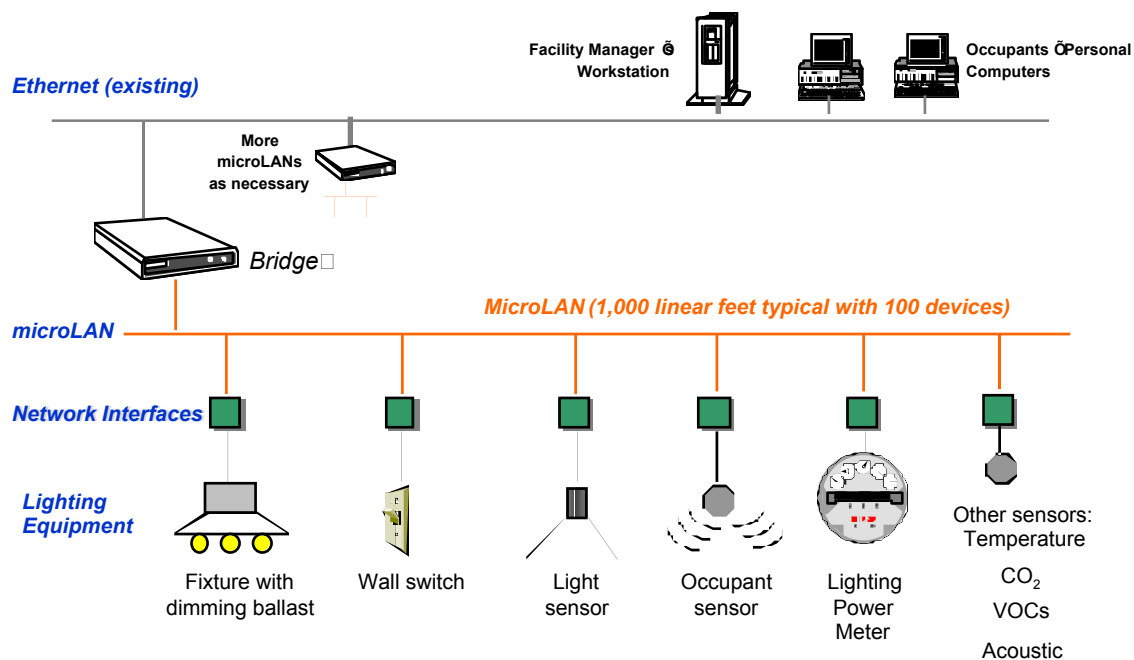 Facility Manager Õs
Workstation
Occupants ÕPersonal
Computers
Ethernet (existing)
More
microLANs
as necessary
Bridge□
MicroLAN (1,000 linear feet typical with 100 devices)
microLAN
Network Interfaces
Lighting
Equipment
Fixture with
dimming ballast
Wall switch
Light
sensor
Occupant
sensor
Lighting
Power
Meter
Other sensors:
Temperature
CO₂
VOCs
Acoustic